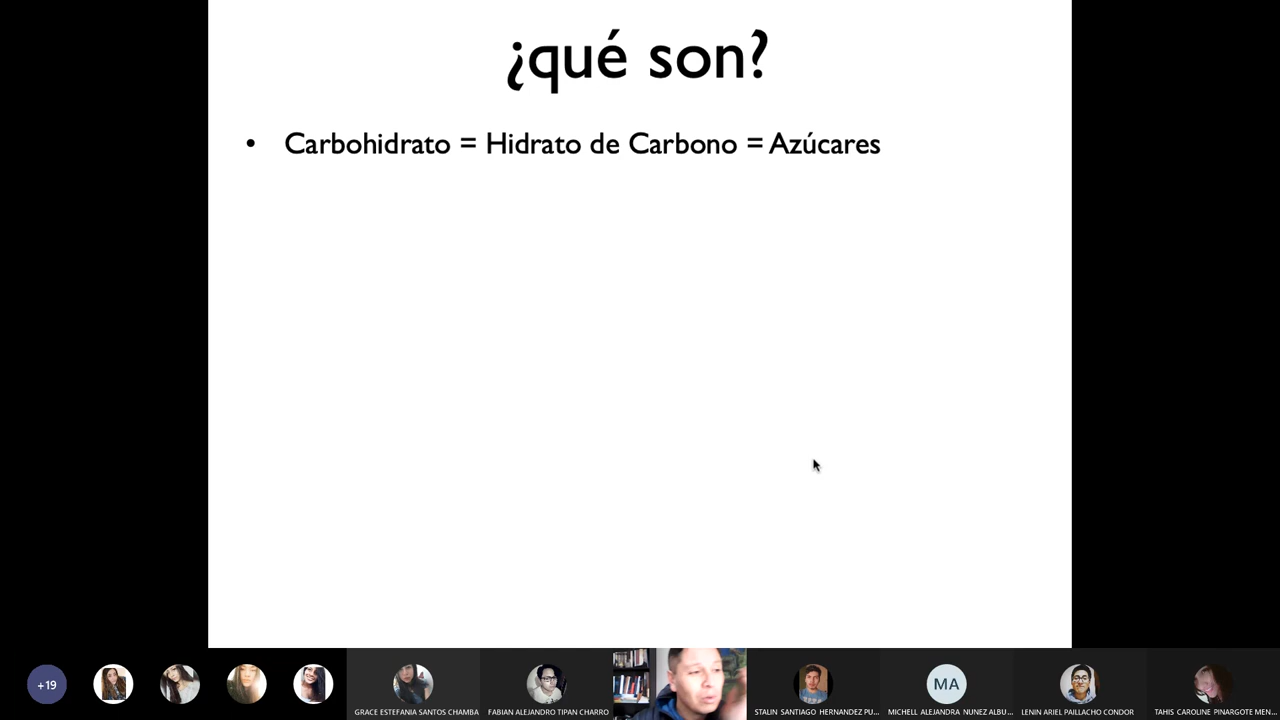 ¿qué son?
• Carbohidrato = Hidrato de Carbono = Azúcares
+19
GRACE ESTEFANIA SANTOS CHAMBA
FABIAN ALEJANDRO TIPAN CHARRO
STALIN SANTIAGO HERNANDEZ PU...
MA
MICHELL ALEJANDRA NUNEZ ALBU...
LENIN ARIEL PAILLACHO CONDOR
TAHIS CAROLINE PINARGOTE MEN...